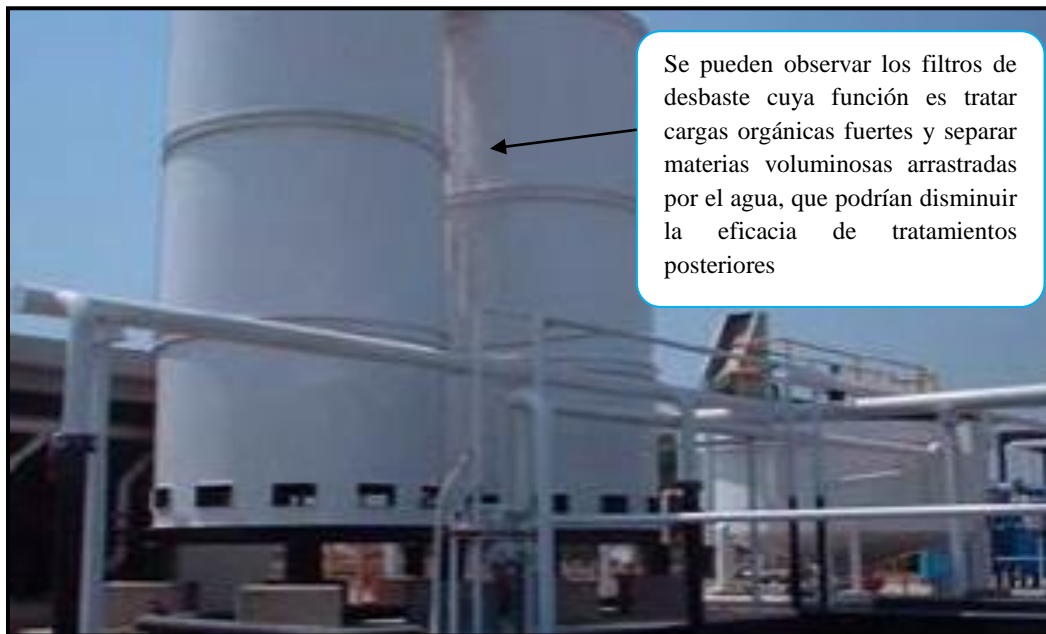 Se pueden observar los filtros de
desbaste cuya función es tratar
cargas orgánicas fuertes y separar
materias voluminosas arrastradas
por el agua, que podrían disminuir
la eficacia de tratamientos
posteriores